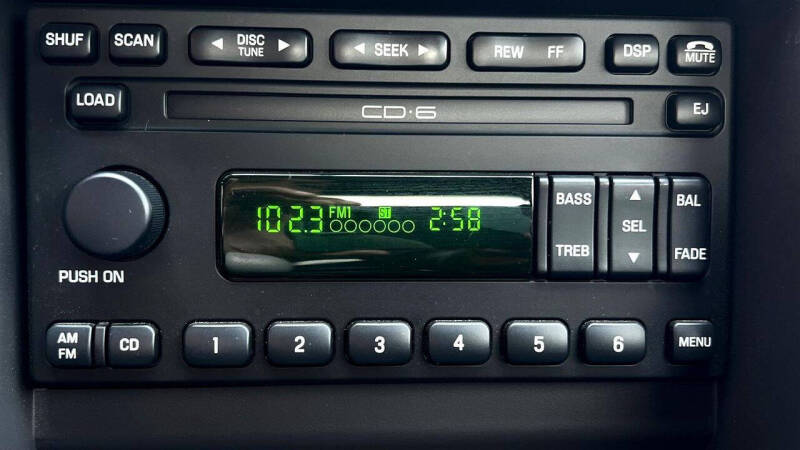 SHUF
SCAN
DISC
TUNE
SEEK
REW FF
DSP
MUTE
LOAD
CD·6
EJ
102.3 FM1 ST 2:58
BASS
TREB
SEL
BAL
FADE
PUSH ON
AM
FM
CD
1
2
3
4
5
6
MENU